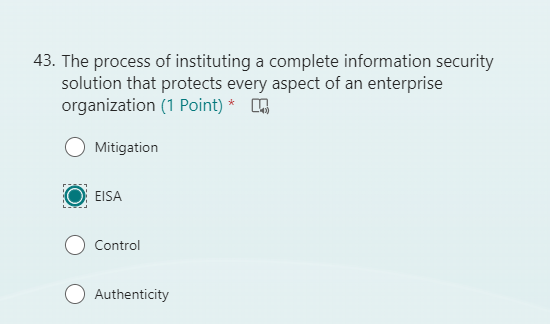 43. The process of instituting a complete information security
solution that protects every aspect of an enterprise
organization (1 Point) *
Mitigation
EISA
Control
Authenticity